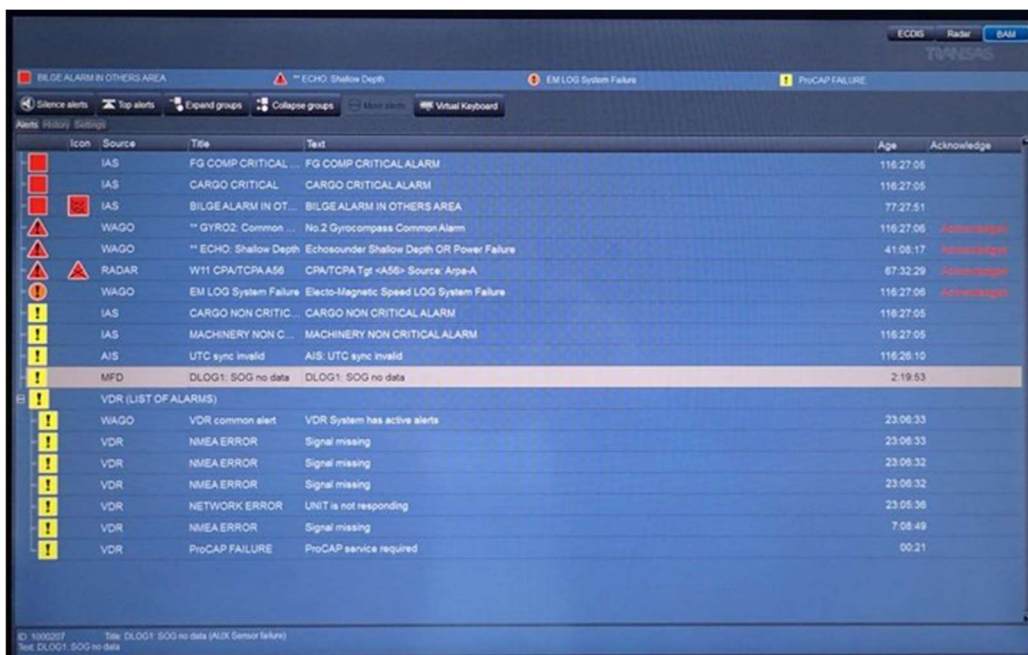 ECDIS Radar BAM
TRANSAS
BILGE ALARM IN OTHERS AREA ** ECHO: Shallow Depth EM LOG System Failure ProCAP FAILURE
Silence alerts Top alerts Expand groups Collapse groups More alerts Virtual Keyboard
Alerts History Settings
Icon Source Title Text Age Acknowledge
IAS FG COMP CRITICAL ... FG COMP CRITICAL ALARM 116:27:05
IAS CARGO CRITICAL CARGO CRITICAL ALARM 116:27:05
IAS BILGE ALARM IN OT... BILGE ALARM IN OTHERS AREA 77:27:51
WAGO ** GYRO2: Common ... No.2 Gyrocompass Common Alarm 116:27:06 Acknowledged
WAGO ** ECHO: Shallow Depth Echosounder Shallow Depth OR Power Failure 41:08:17 Acknowledged
RADAR W11 CPA/TCPA A56 CPA/TCPA Tgt <A56> Source: Arpa-A 67:32:29 Acknowledged
WAGO EM LOG System Failure Electo-Magnetic Speed LOG System Failure 116:27:06 Acknowledged
IAS CARGO NON CRITIC... CARGO NON CRITICAL ALARM 116:27:05
IAS MACHINERY NON C... MACHINERY NON CRITICAL ALARM 116:27:05
AIS UTC sync invalid AIS: UTC sync invalid 116:26:10
MFD DLOG1: SOG no data DLOG1: SOG no data 2:19:53
VDR (LIST OF ALARMS)
WAGO VDR common alert VDR System has active alerts 23:06:33
VDR NMEA ERROR Signal missing 23:06:33
VDR NMEA ERROR Signal missing 23:06:32
VDR NMEA ERROR Signal missing 23:06:32
VDR NETWORK ERROR UNIT is not responding 23:05:36
VDR NMEA ERROR Signal missing 7:08:49
VDR ProCAP FAILURE ProCAP service required 00:21
ID: 1000207 Title: DLOG1: SOG no data (AUX Sensor failure)
Text: DLOG1: SOG no data